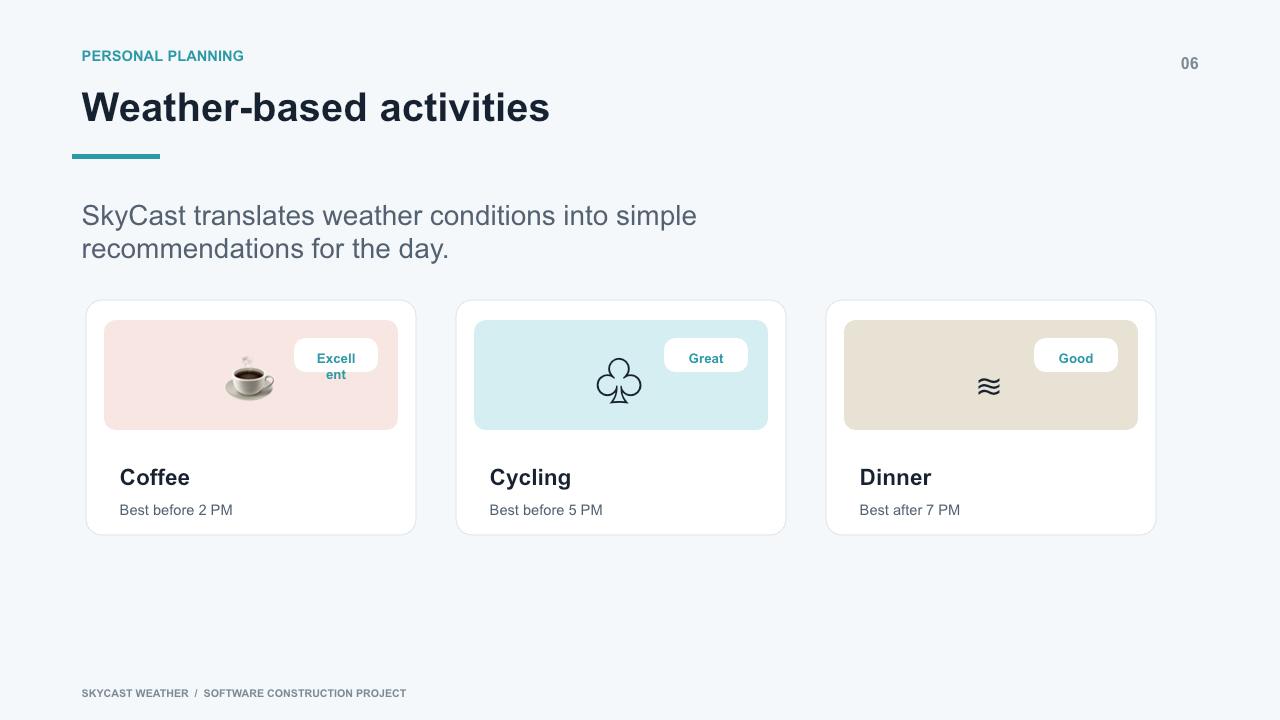 PERSONAL PLANNING
06
Weather-based activities
SkyCast translates weather conditions into simple
recommendations for the day.
Excell
ent
Great
Good
≋
Coffee
Cycling
Dinner
Best before 2 PM
Best before 5 PM
Best after 7 PM
SKYCAST WEATHER / SOFTWARE CONSTRUCTION PROJECT